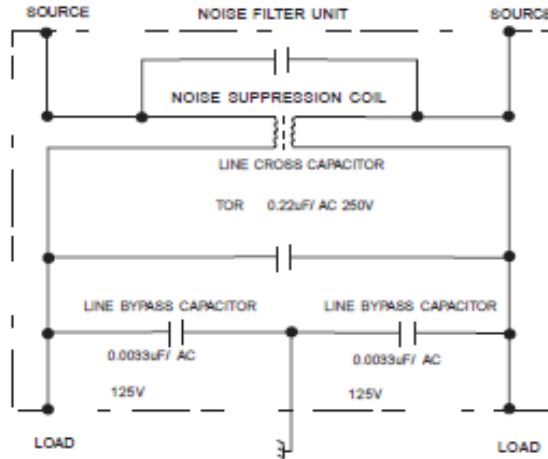 SOURCE NOISE FILTER UNIT SOURCE
NOISE SUPPRESSION COIL
LINE CROSS CAPACITOR
TOR 0.22uF/ AC 250V
LINE BYPASS CAPACITOR LINE BYPASS CAPACITOR
0.0033uF/ AC 0.0033uF/ AC
125V 125V
LOAD LOAD